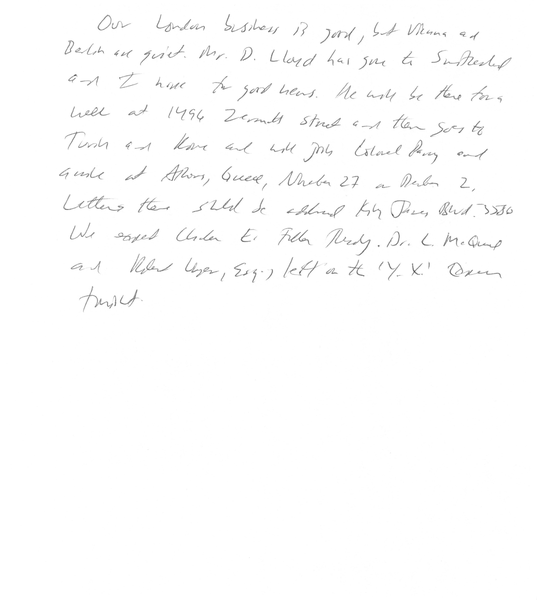 Our London business is good, but Vienna and
Berlin are quiet. Mr. D. Lloyd has gone to Switzerland
and I hope for good news. He will be there for a
week at 1496 Zermott street and then goes to
Turin and Rome and will join Colonel Parry and
arrive at Athens, Greece, November 27 or December 2.
Letters there should be addressed King James Blvd. 3580
We expect Charles E. Fuller Tuesday. Dr. L. McQuaid
and Robert Unger, Esq., left on the 'Y. X.' Express
tonight.